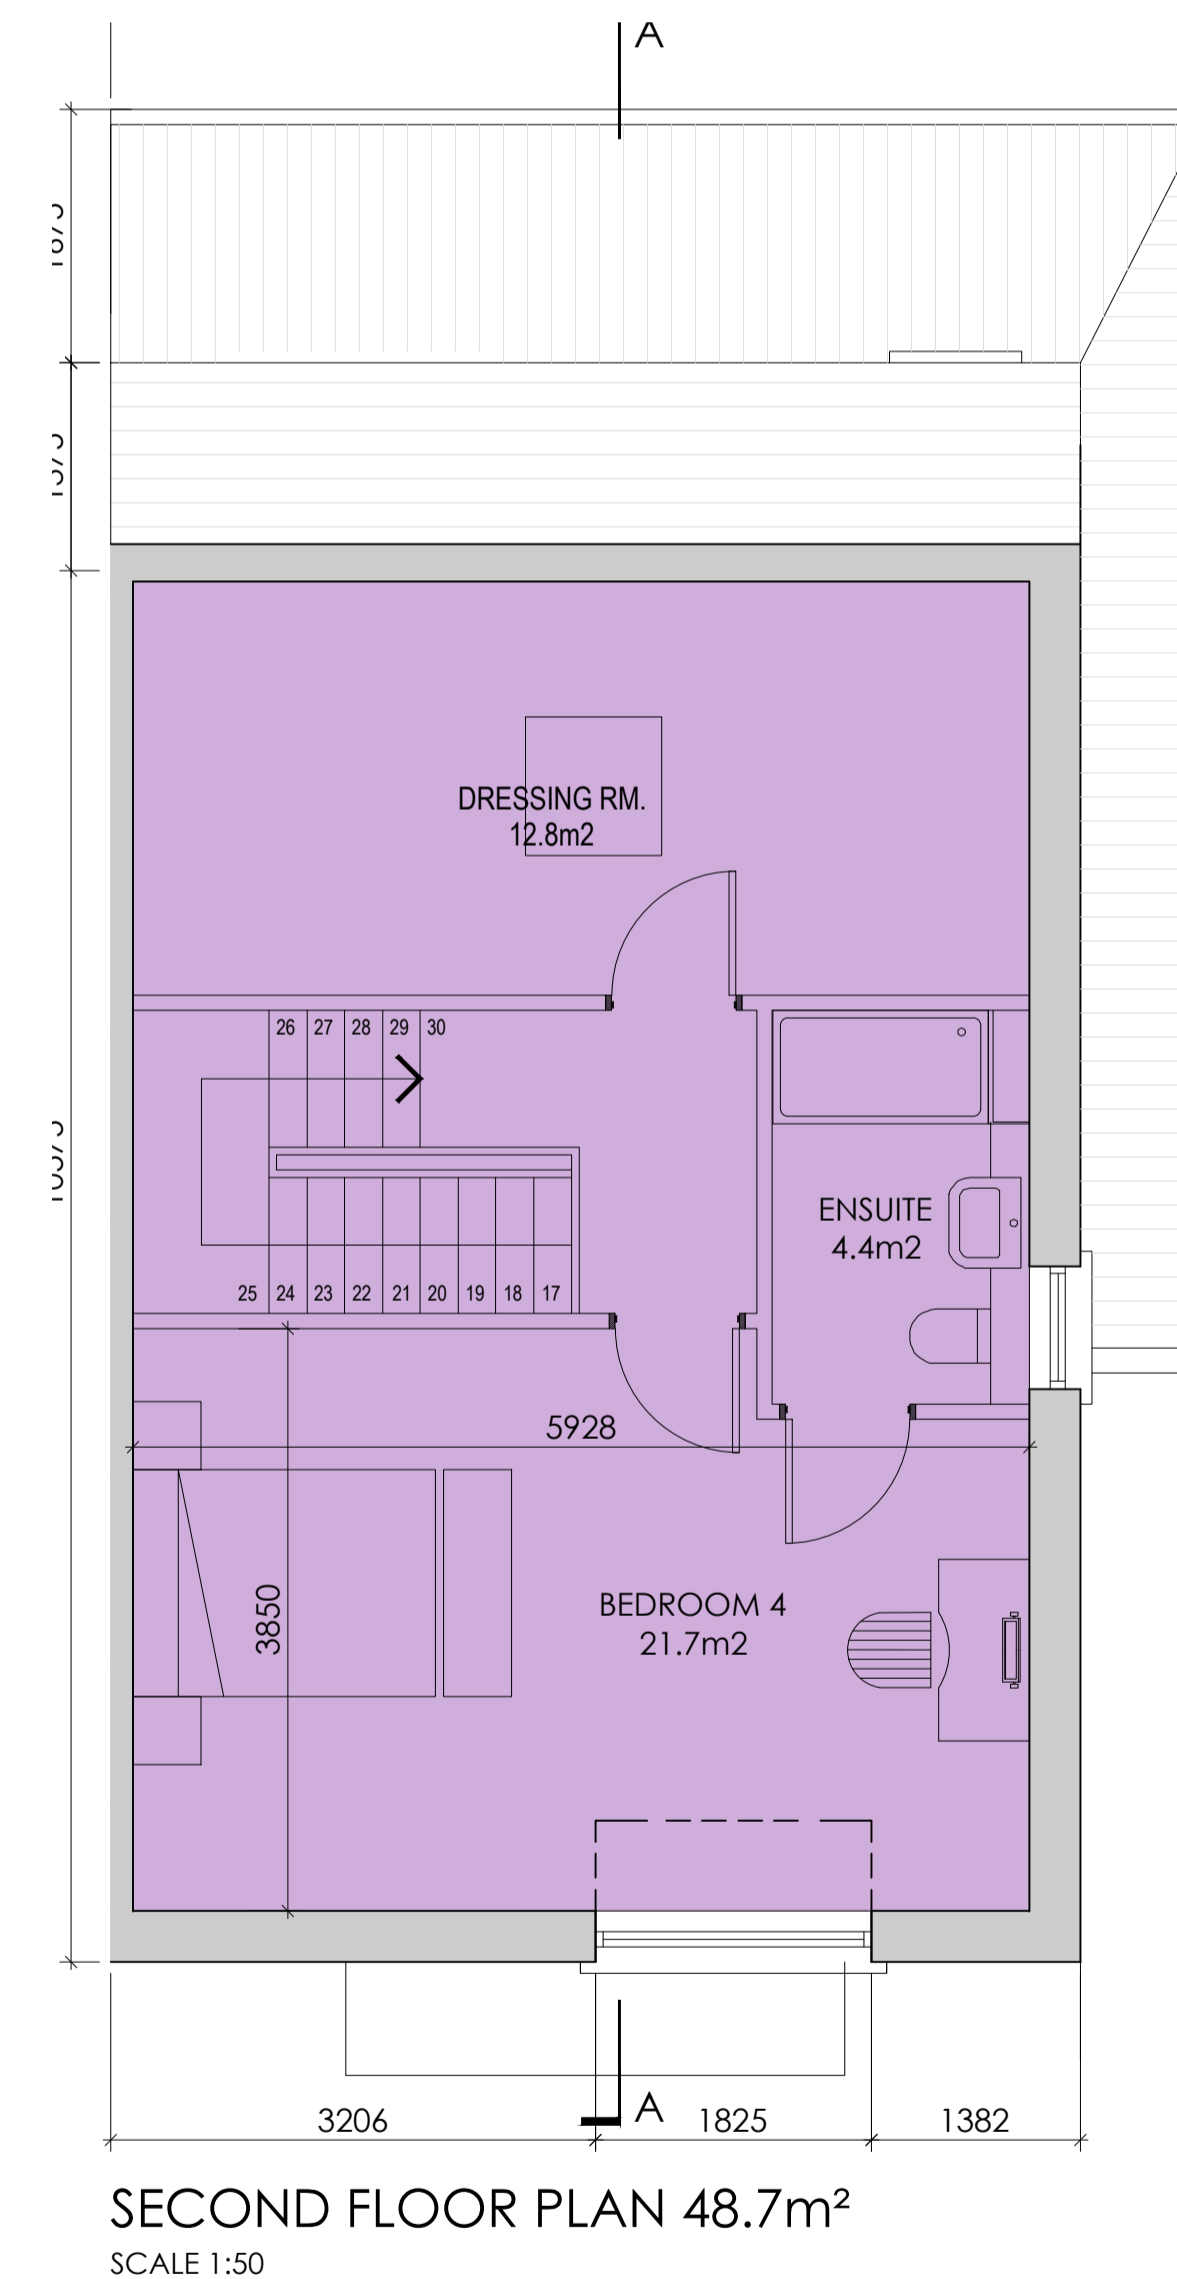 A
DRESSING RM.
12.8m2
26 27 28 29 30
ENSUITE
4.4m2
25 24 23 22 21 20 19 18 17
5928
3850
BEDROOM 4
21.7m2
A
3206 1825 1382
SECOND FLOOR PLAN 48.7m²
SCALE 1:50